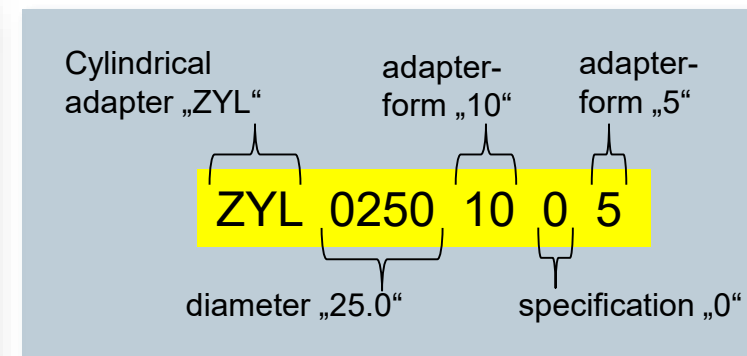 Cylindrical
adapter „ZYL“
adapter-
form „10“
adapter-
form „5“
ZYL 0250 10 0 5
diameter „25.0“
specification „0“